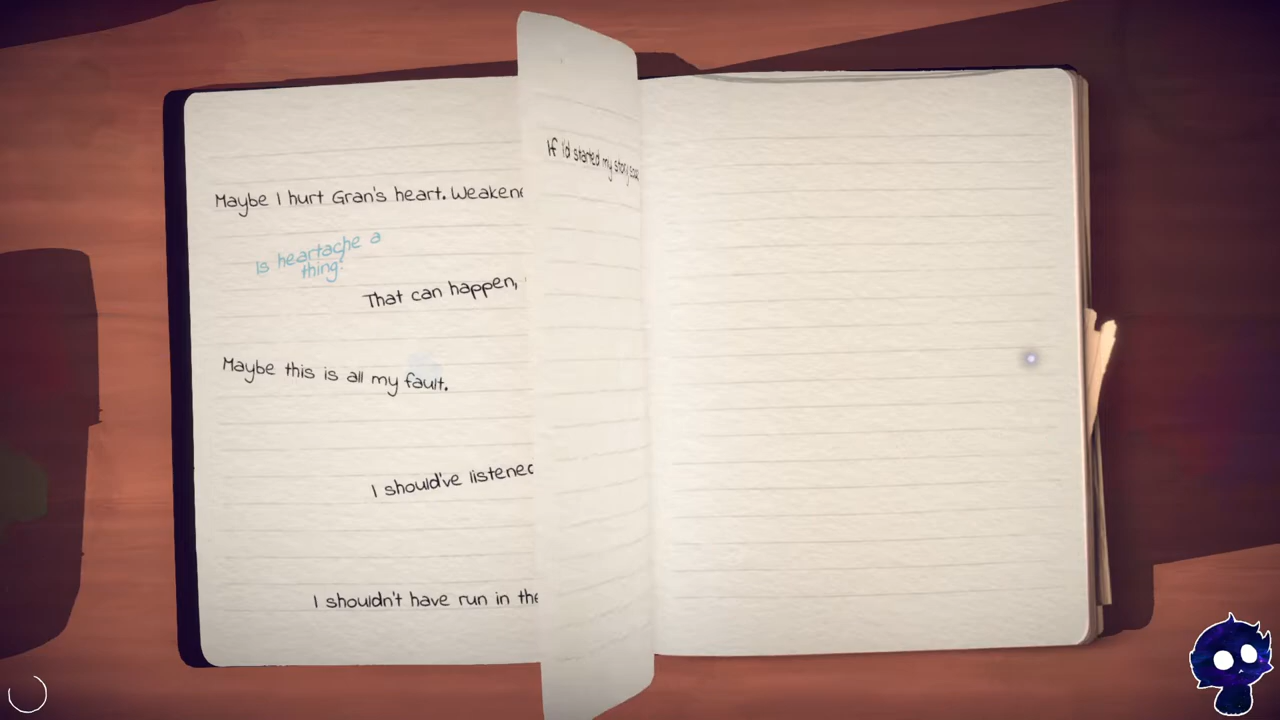 Maybe I hurt Gran's heart. Weakene
Is heartache a
thing?
That can happen,
Maybe this is all my fault.
I should've listened
I shouldn't have run in the
If I'd started my story